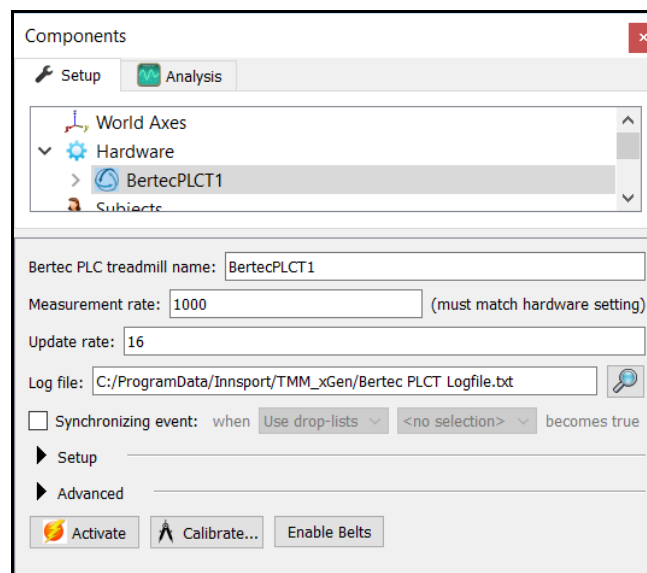 Components
Setup Analysis
World Axes
Hardware
BertecPLCT1
Subjects
Bertec PLC treadmill name: BertecPLCT1
Measurement rate: 1000 (must match hardware setting)
Update rate: 16
Log file: C:/ProgramData/Innsport/TMM_xGen/Bertec PLCT Logfile.txt
Synchronizing event: when Use drop-lists <no selection> becomes true
Setup
Advanced
Activate Calibrate... Enable Belts